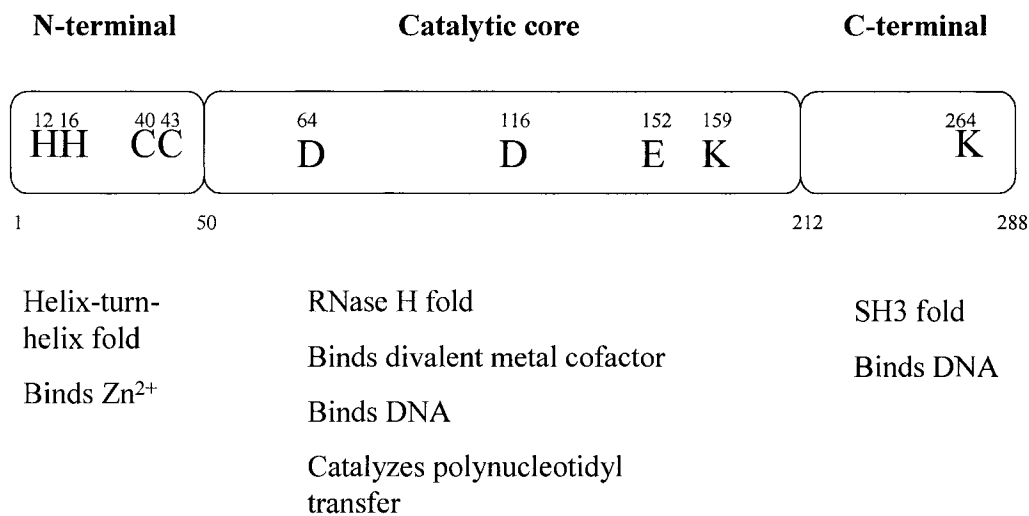 N-terminal Catalytic core C-terminal
12 16 40 43 64 116 152 159 264
HH CC D D E K K
1 50 212 288
Helix-turn-
helix fold
Binds Zn²⁺
RNase H fold
Binds divalent metal cofactor
Binds DNA
Catalyzes polynucleotidyl
transfer
SH3 fold
Binds DNA